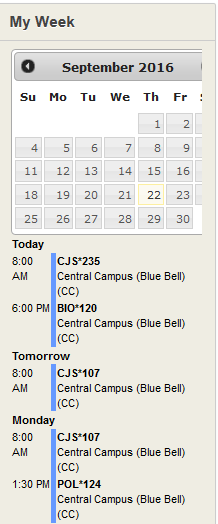 My Week
September 2016
Su Mo Tu We Th Fr
1 2
4 5 6 7 8 9
11 12 13 14 15 16
18 19 20 21 22 23
25 26 27 28 29 30
Today
8:00 CJS*235
AM Central Campus (Blue Bell)
(CC)
6:00 PM BIO*120
Central Campus (Blue Bell)
(CC)
Tomorrow
8:00 CJS*107
AM Central Campus (Blue Bell)
(CC)
Monday
8:00 CJS*107
AM Central Campus (Blue Bell)
(CC)
1:30 PM POL*124
Central Campus (Blue Bell)
(CC)